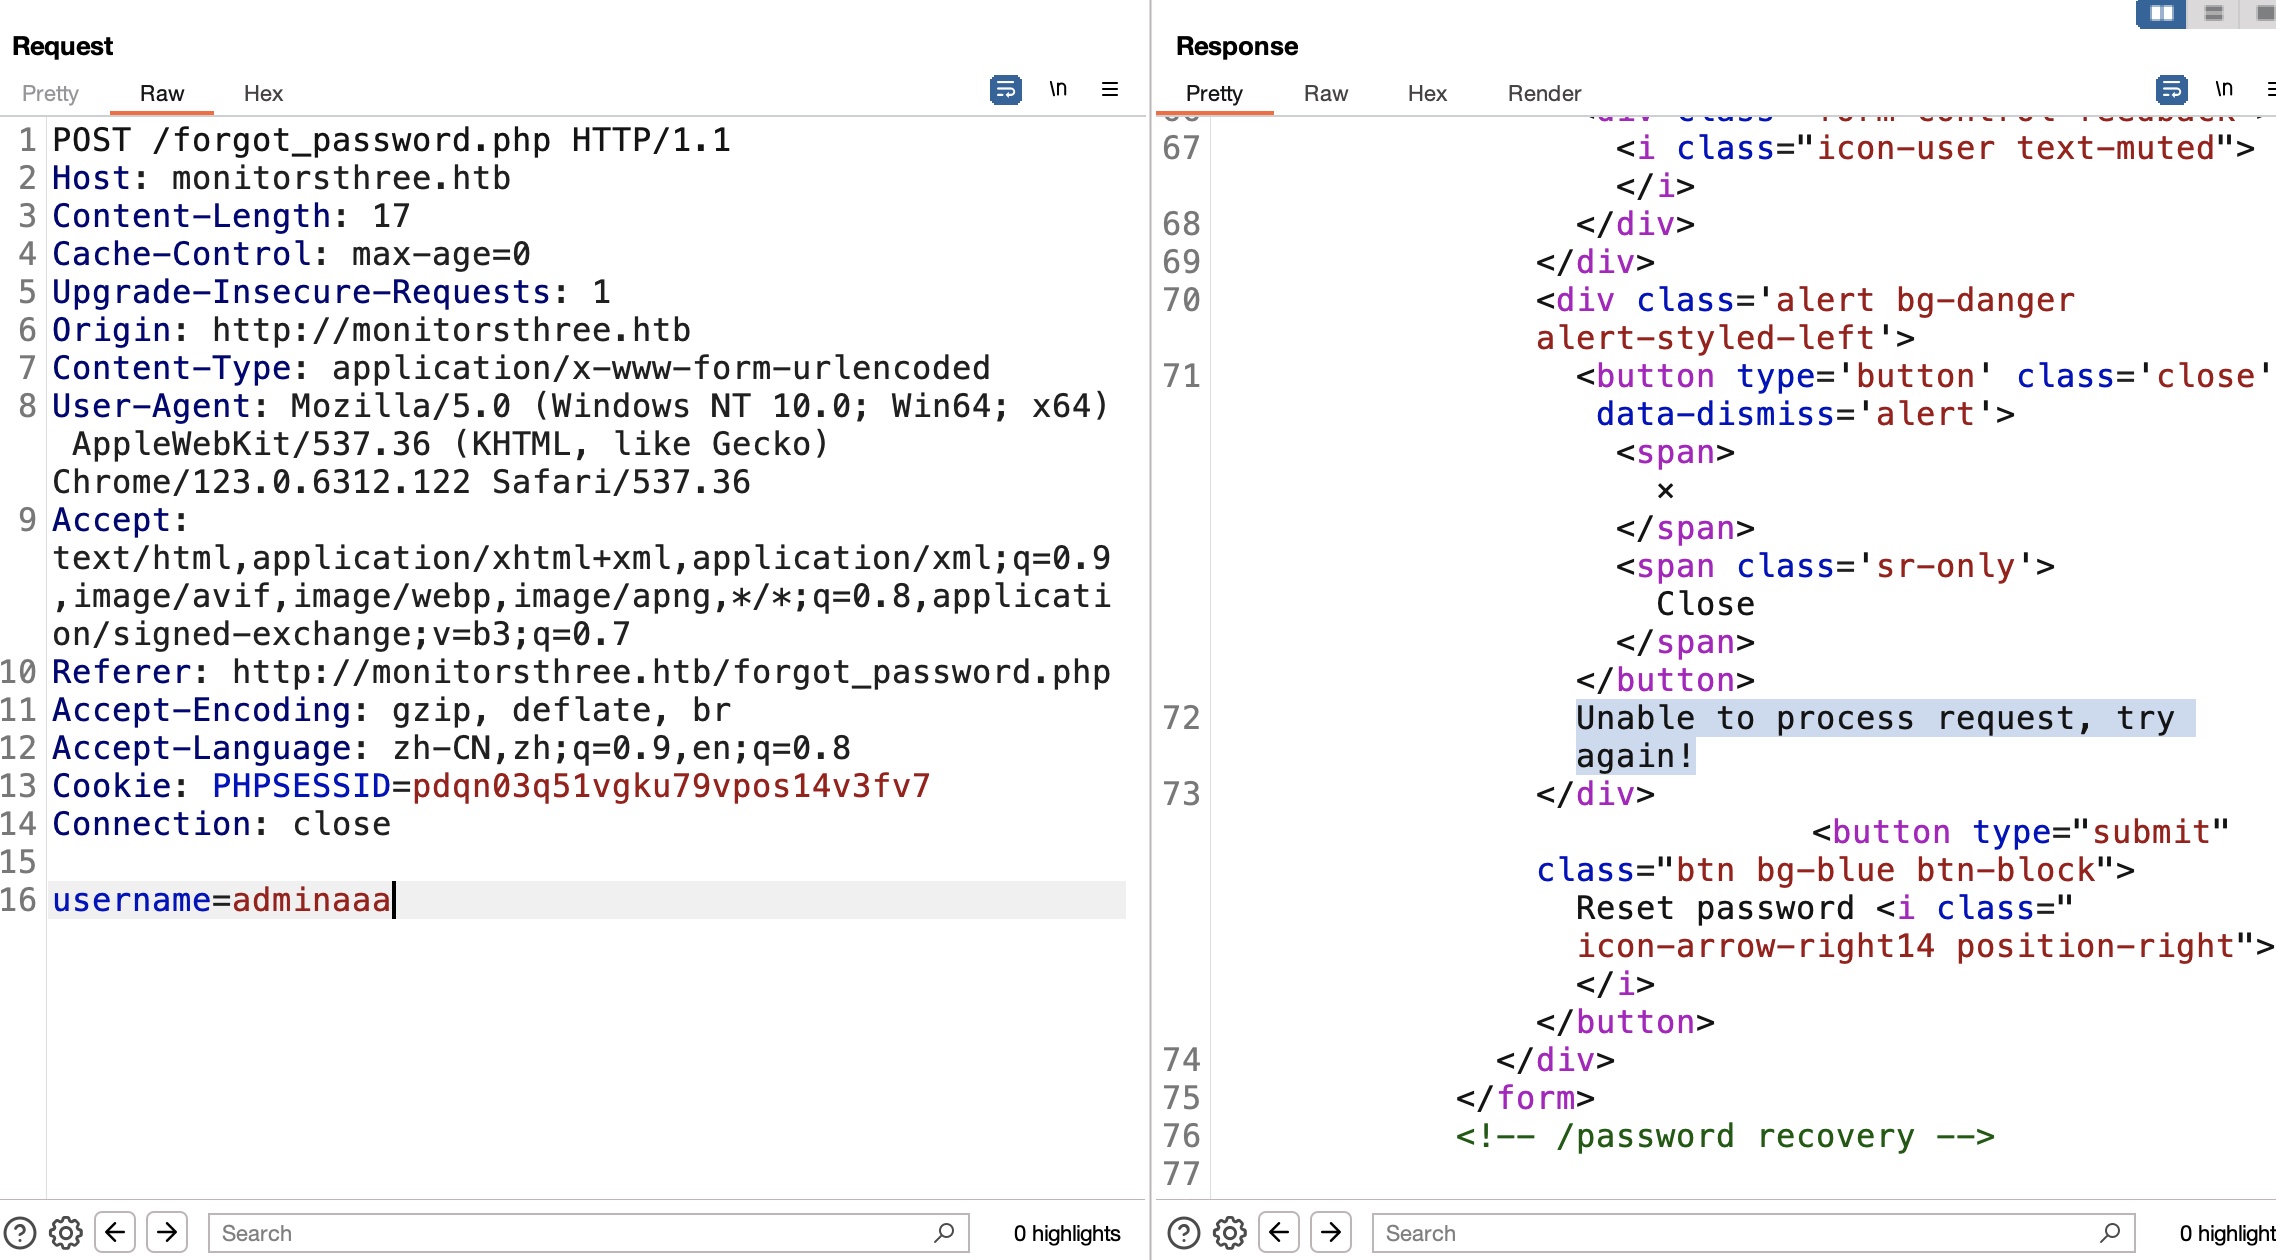 Request
Pretty Raw Hex \n
1 POST /forgot_password.php HTTP/1.1
2 Host: monitorsthree.htb
3 Content-Length: 17
4 Cache-Control: max-age=0
5 Upgrade-Insecure-Requests: 1
6 Origin: http://monitorsthree.htb
7 Content-Type: application/x-www-form-urlencoded
8 User-Agent: Mozilla/5.0 (Windows NT 10.0; Win64; x64)
AppleWebKit/537.36 (KHTML, like Gecko)
Chrome/123.0.6312.122 Safari/537.36
9 Accept:
text/html,application/xhtml+xml,application/xml;q=0.9
,image/avif,image/webp,image/apng,*/*;q=0.8,applicati
on/signed-exchange;v=b3;q=0.7
10 Referer: http://monitorsthree.htb/forgot_password.php
11 Accept-Encoding: gzip, deflate, br
12 Accept-Language: zh-CN,zh;q=0.9,en;q=0.8
13 Cookie: PHPSESSID=pdqn03q51vgku79vpos14v3fv7
14 Connection: close
15
16 username=adminaaa
Search 0 highlights
Response
Pretty Raw Hex Render \n
67 <i class="icon-user text-muted">
</i>
68 </div>
69 </div>
70 <div class='alert bg-danger
alert-styled-left'>
71 <button type='button' class='close'
data-dismiss='alert'>
<span>
×
</span>
<span class='sr-only'>
Close
</span>
</button>
72 Unable to process request, try
again!
73 </div>
<button type="submit"
class="btn bg-blue btn-block">
Reset password <i class="
icon-arrow-right14 position-right">
</i>
</button>
74 </div>
75 </form>
76 <!-- /password recovery -->
77
Search 0 highlight